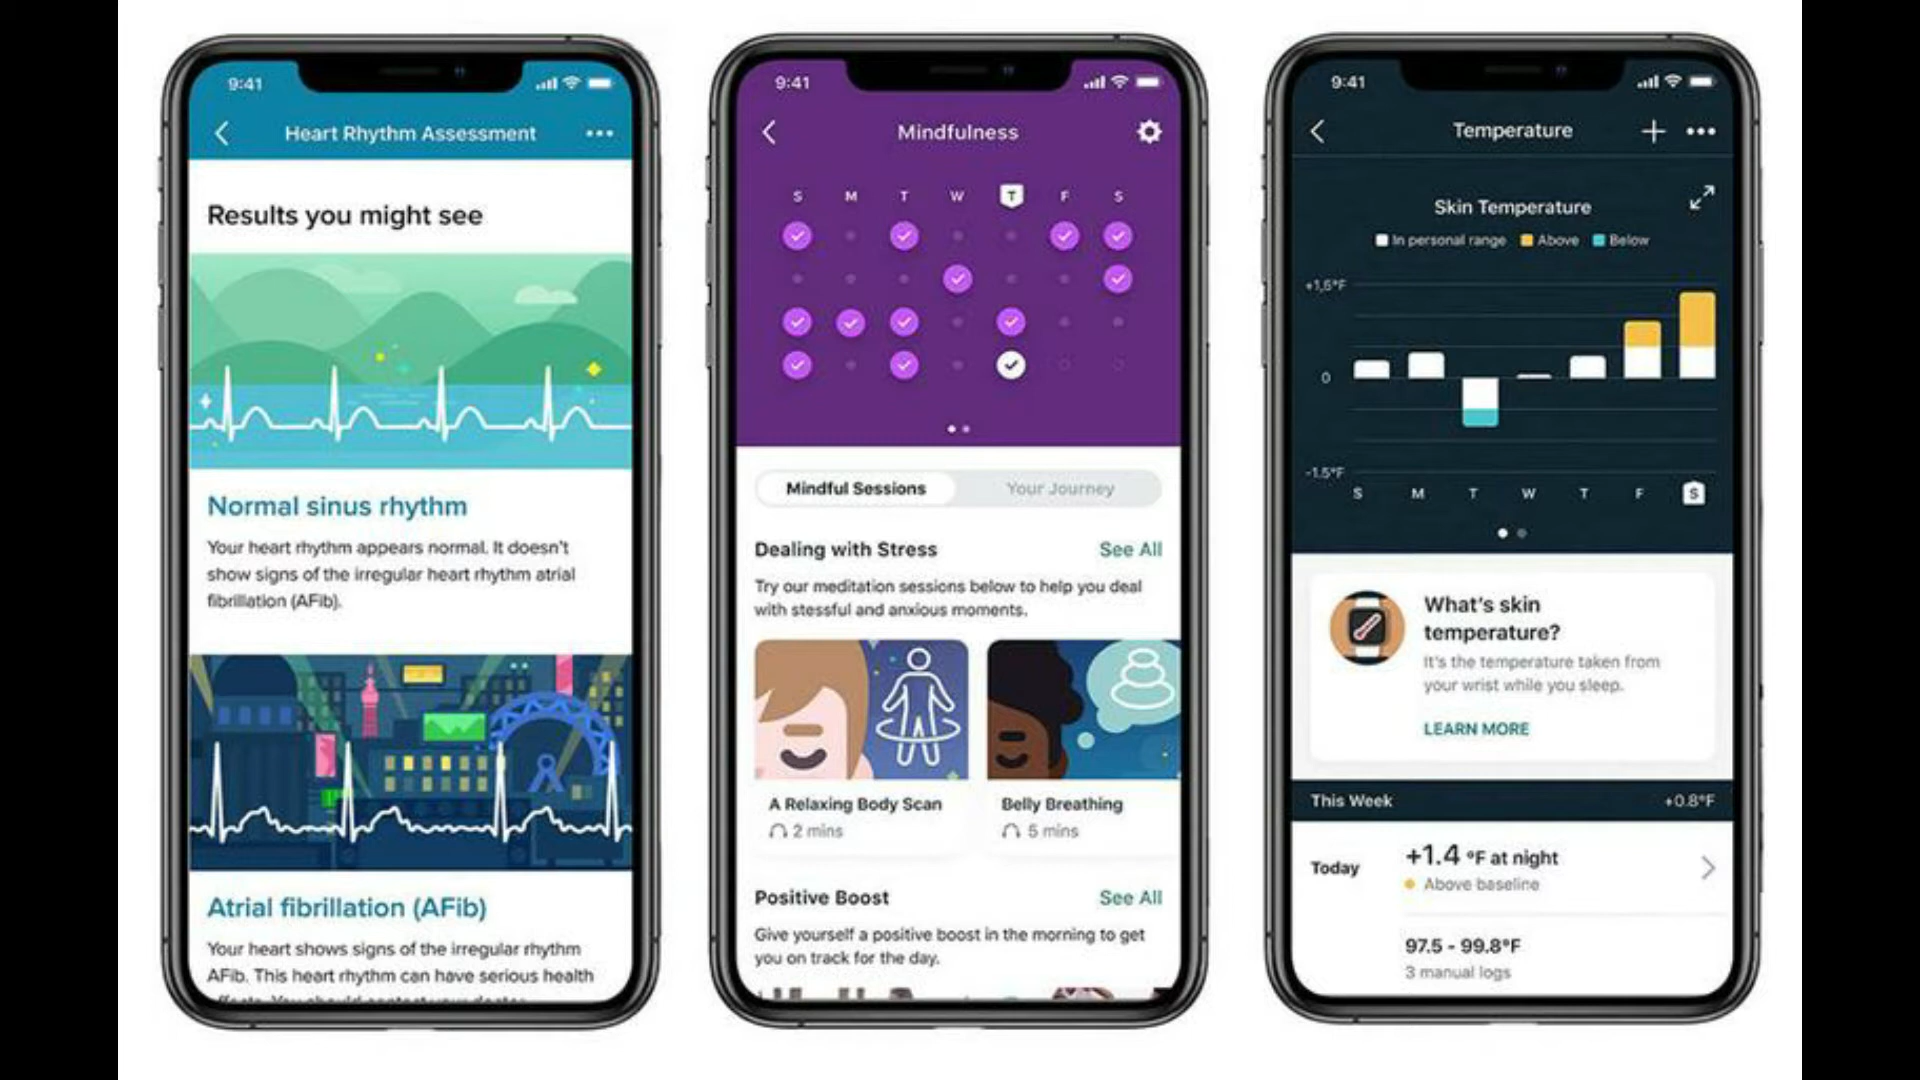 9:41
Heart Rhythm Assessment
Results you might see
Normal sinus rhythm
Your heart rhythm appears normal. It doesn't
show signs of the irregular heart rhythm atrial
fibrillation (AFib).
Atrial fibrillation (AFib)
Your heart shows signs of the irregular rhythm
AFib. This heart rhythm can have serious health
9:41
Mindfulness
S M T W T F S
Mindful Sessions Your Journey
Dealing with Stress See All
Try our meditation sessions below to help you deal
with stressful and anxious moments.
A Relaxing Body Scan
2 mins
Belly Breathing
5 mins
Positive Boost See All
Give yourself a positive boost in the morning to get
you on track for the day.
9:41
Temperature
Skin Temperature
In personal range Above Below
+1.5°F
0
-1.5°F
S M T W T F S
What's skin
temperature?
It's the temperature taken from
your wrist while you sleep.
LEARN MORE
This Week +0.8°F
Today
+1.4 °F at night
Above baseline
97.5 - 99.8°F
3 manual logs